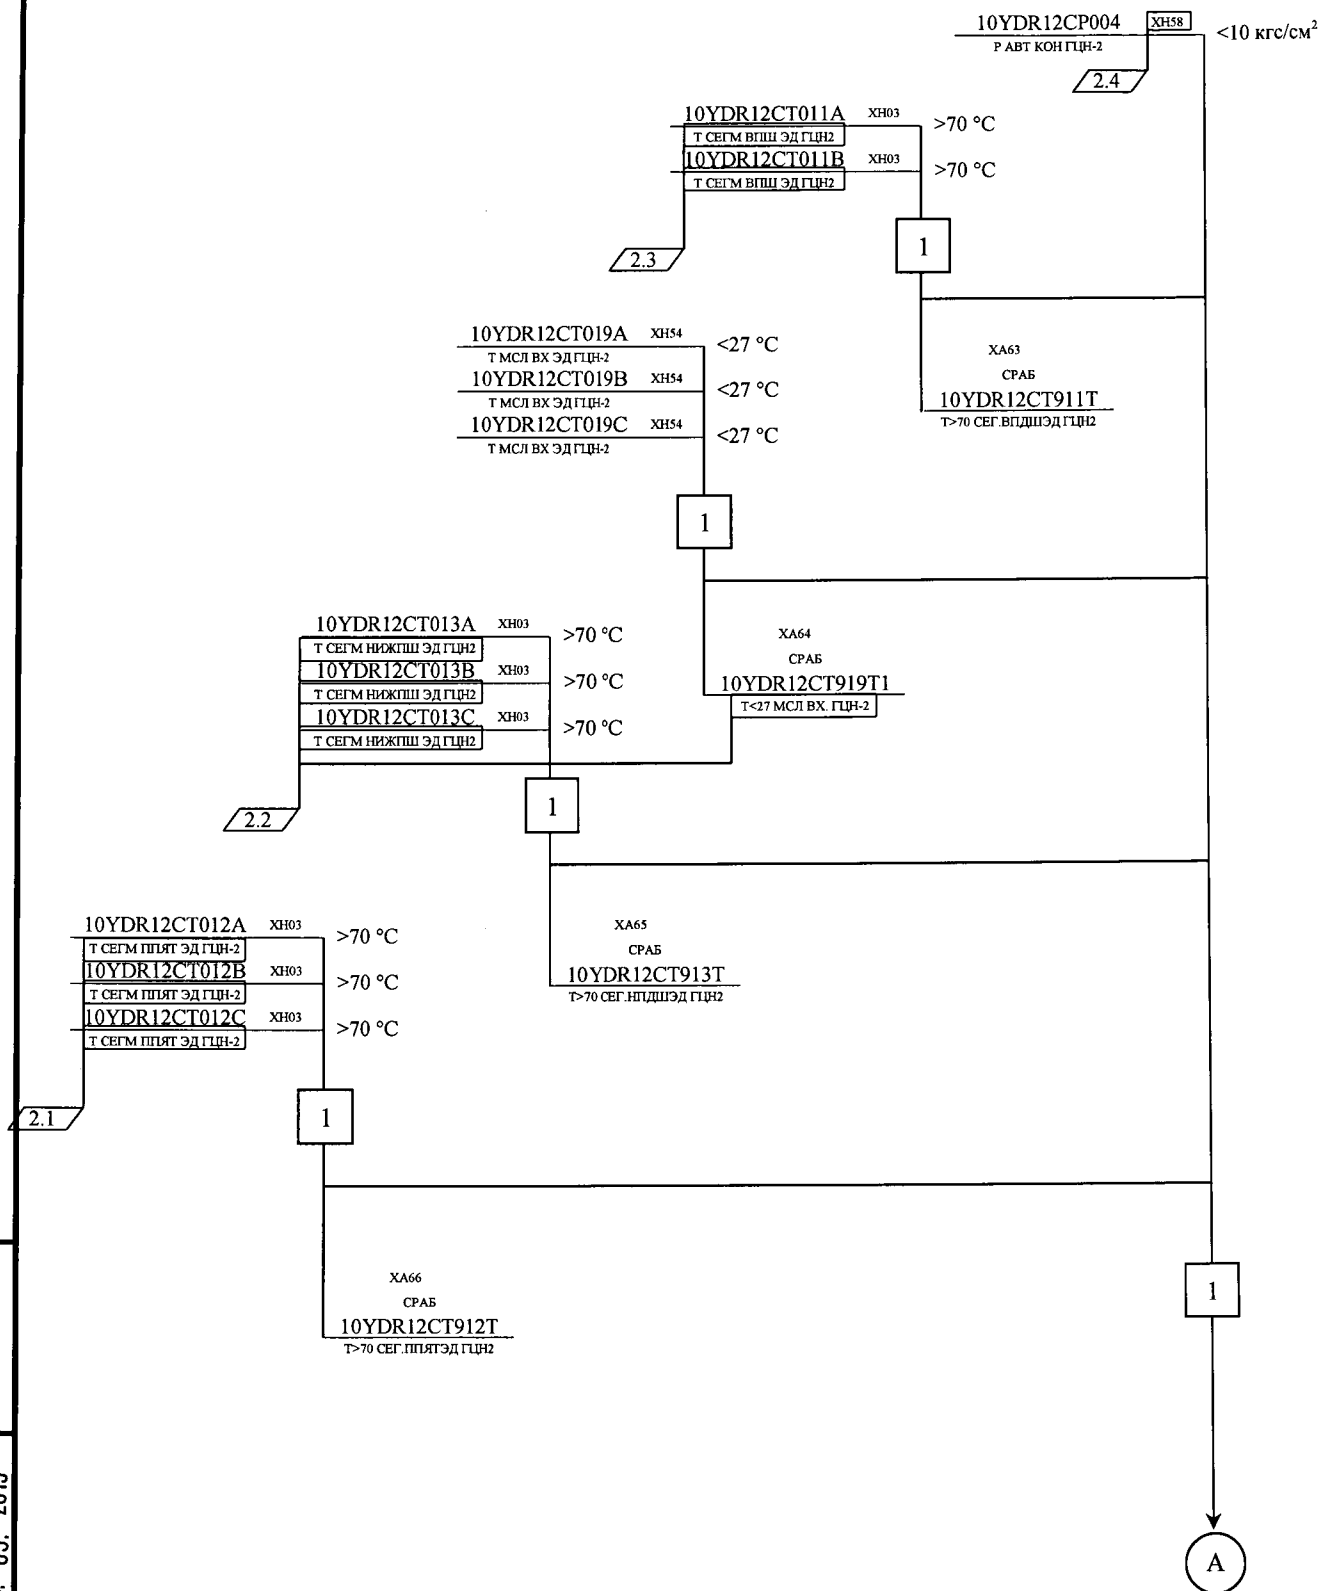 10YDR12CP004 XH58 <10 кгс/см²
Р АВТ КОН ГЦН-2
2.4
10YDR12CT011A XH03 >70 °C
Т СЕГМ ВПШ ЭД ГЦН2
10YDR12CT011B XH03 >70 °C
Т СЕГМ ВПШ ЭД ГЦН2
1
2.3
10YDR12CT019A XH54 <27 °C
Т МСЛ ВХ ЭД ГЦН-2
10YDR12CT019B XH54 <27 °C
Т МСЛ ВХ ЭД ГЦН-2
10YDR12CT019C XH54 <27 °C
Т МСЛ ВХ ЭД ГЦН-2
XA63
СРАБ
10YDR12CT911T
Т>70 СЕГ.ВПДШЭД ГЦН2
1
10YDR12CT013A XH03 >70 °C
Т СЕГМ НИЖПШ ЭД ГЦН2
10YDR12CT013B XH03 >70 °C
Т СЕГМ НИЖПШ ЭД ГЦН2
10YDR12CT013C XH03 >70 °C
Т СЕГМ НИЖПШ ЭД ГЦН2
XA64
СРАБ
10YDR12CT919T1
Т<27 МСЛ ВХ. ГЦН-2
1
2.2
10YDR12CT012A XH03 >70 °C
Т СЕГМ ППЯТ ЭД ГЦН-2
10YDR12CT012B XH03 >70 °C
Т СЕГМ ППЯТ ЭД ГЦН-2
10YDR12CT012C XH03 >70 °C
Т СЕГМ ППЯТ ЭД ГЦН-2
XA65
СРАБ
10YDR12CT913T
Т>70 СЕГ.НПДШЭД ГЦН2
1
2.1
XA66
СРАБ
10YDR12CT912T
Т>70 СЕГ.ППЯТЭД ГЦН2
1
A